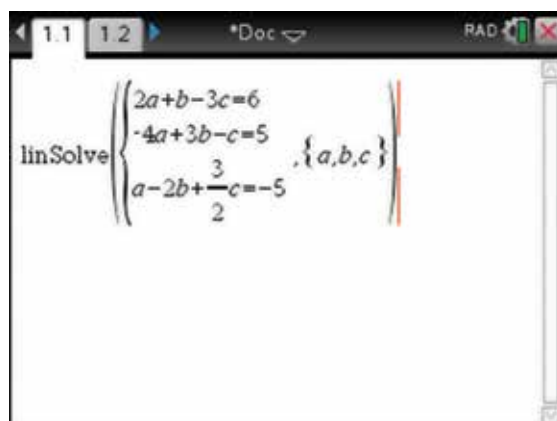 1.1 1.2 *Doc RAD
linSolve({2a+b-3c=6
-4a+3b-c=5
a-2b+3/2c=-5 ,{a,b,c})